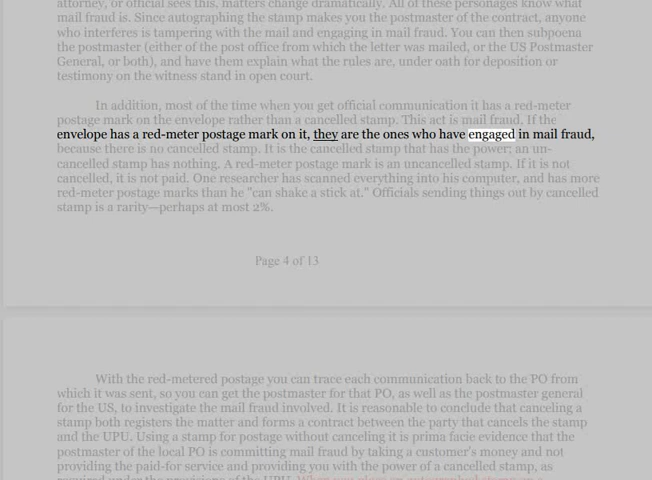 attorney, or official sees this, matters change dramatically. All of these personages know what
mail fraud is. Since autographing the stamp makes you the postmaster of the contract, anyone
who interferes is tampering with the mail and engaging in mail fraud. You can then subpoena
the postmaster (either of the post office from which the letter was mailed, or the US Postmaster
General, or both), and have them explain what the rules are, under oath for deposition or
testimony on the witness stand in open court.
In addition, most of the time when you get official communication it has a red-meter
postage mark on the envelope rather than a cancelled stamp. This act is mail fraud. If the
envelope has a red-meter postage mark on it, they are the ones who have engaged in mail fraud,
because there is no cancelled stamp. It is the cancelled stamp that has the power; an un-
cancelled stamp has nothing. A red-meter postage mark is an uncancelled stamp. If it is not
cancelled, it is not paid. One researcher has scanned everything into his computer, and has more
red-meter postage marks than he "can shake a stick at." Officials sending things out by cancelled
stamp is a rarity—perhaps at most 2%.
Page 4 of 13
With the red-metered postage you can trace each communication back to the PO from
which it was sent, so you can get the postmaster for that PO, as well as the postmaster general
for the US, to investigate the mail fraud involved. It is reasonable to conclude that canceling a
stamp both registers the matter and forms a contract between the party that cancels the stamp
and the UPU. Using a stamp for postage without canceling it is prima facie evidence that the
postmaster of the local PO is committing mail fraud by taking a customer's money and not
providing the paid-for service and providing you with the power of a cancelled stamp, as
required under the provisions of the UPU. When you place an autographed stamp on a